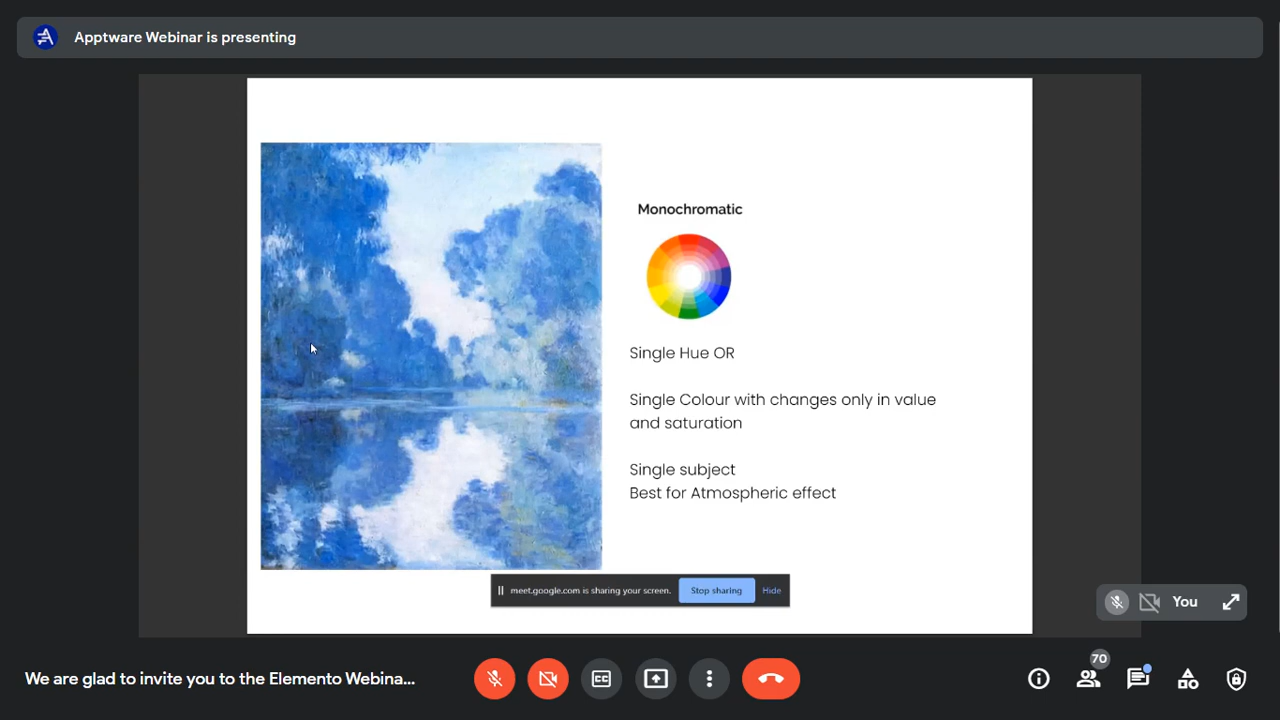 Apptware Webinar is presenting
Monochromatic
Single Hue OR
Single Colour with changes only in value
and saturation
Single subject
Best for Atmospheric effect
meet.google.com is sharing your screen.
Stop sharing
Hide
You
We are glad to invite you to the Elemento Webina...
CC
70